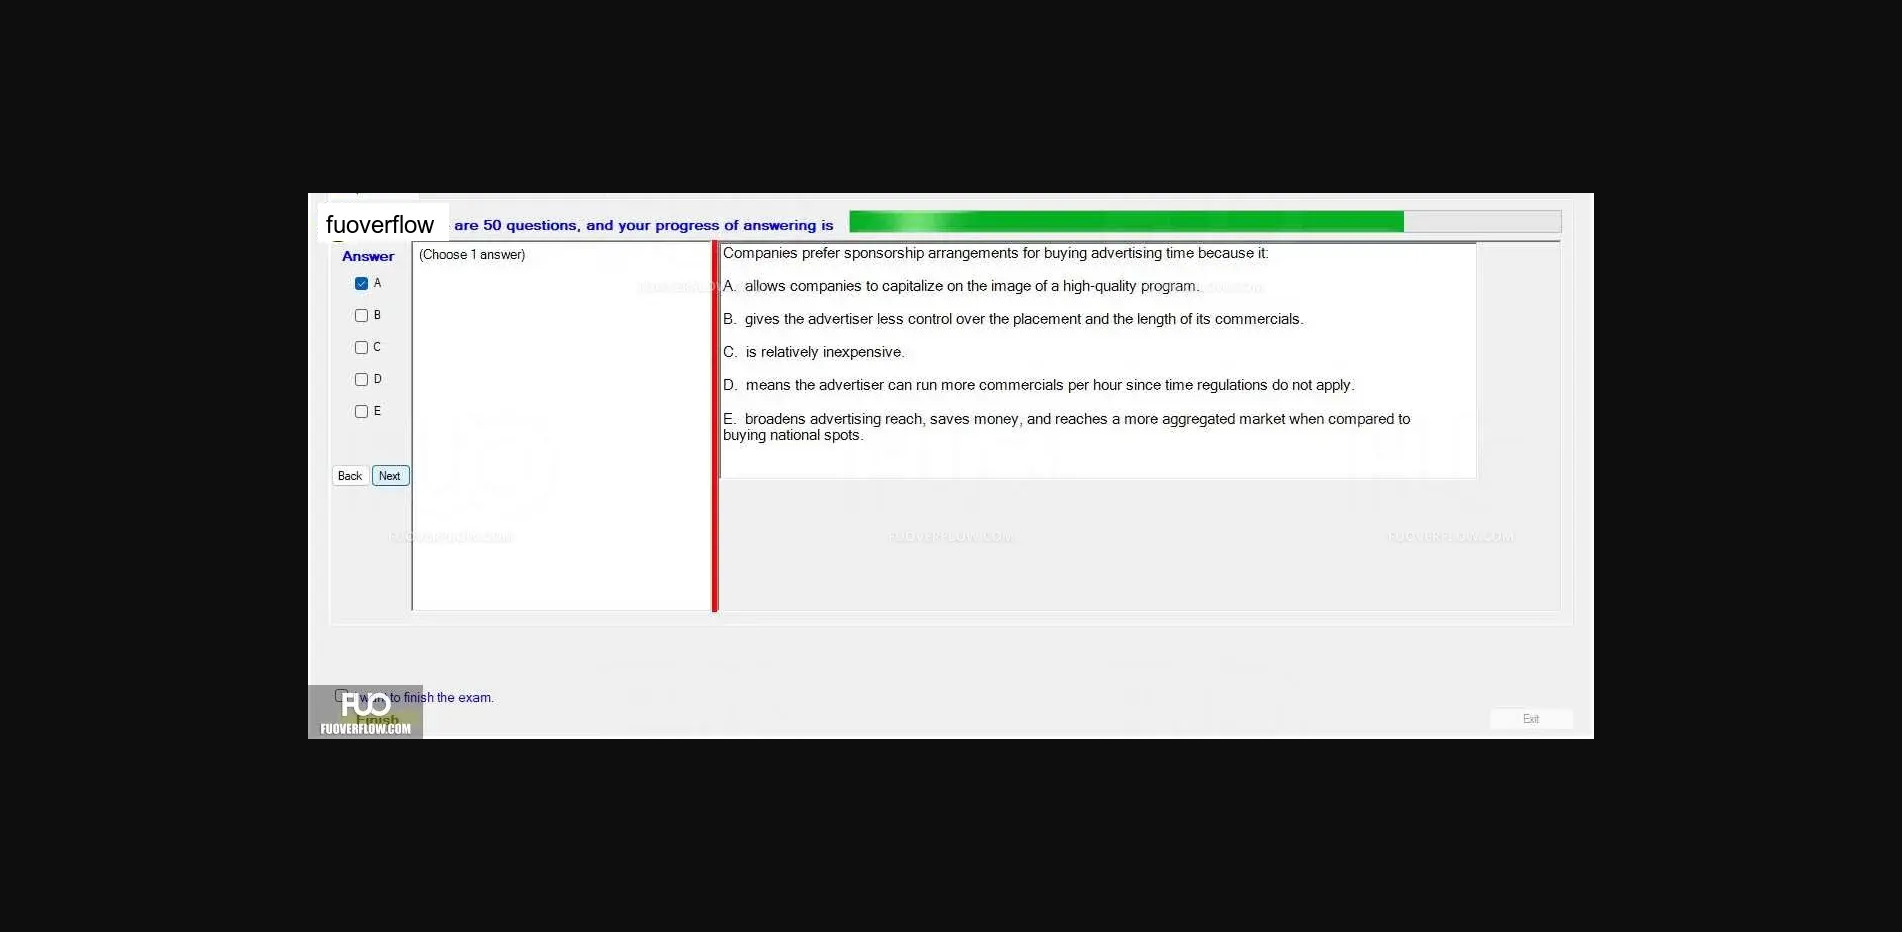 fuoverflow are 50 questions, and your progress of answering is
Answer
(Choose 1 answer)
A
B
C
D
E
Back Next
Companies prefer sponsorship arrangements for buying advertising time because it:
A. allows companies to capitalize on the image of a high-quality program.
B. gives the advertiser less control over the placement and the length of its commercials.
C. is relatively inexpensive.
D. means the advertiser can run more commercials per hour since time regulations do not apply.
E. broadens advertising reach, saves money, and reaches a more aggregated market when compared to
buying national spots.
FUOVERFLOW.COM
FUOVERFLOW.COM
FUOVERFLOW.COM
want to finish the exam.
FUO
Finish
FUOVERFLOW.COM
Exit